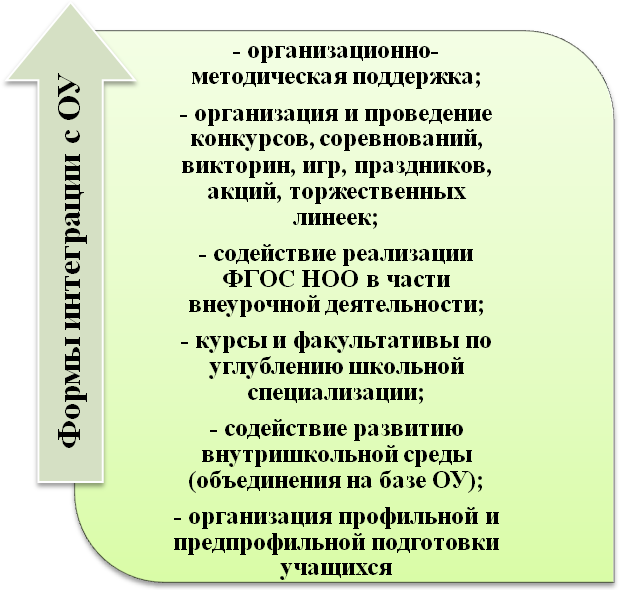 Формы интеграции с ОУ
- организационно-
методическая поддержка;
- организация и проведение
конкурсов, соревнований,
викторин, игр, праздников,
акций, торжественных
линеек;
- содействие реализации
ФГОС НОО в части
внеурочной деятельности;
- курсы и факультативы по
углублению школьной
специализации;
- содействие развитию
внутришкольной среды
(объединения на базе ОУ);
- организация профильной и
предпрофильной подготовки
учащихся